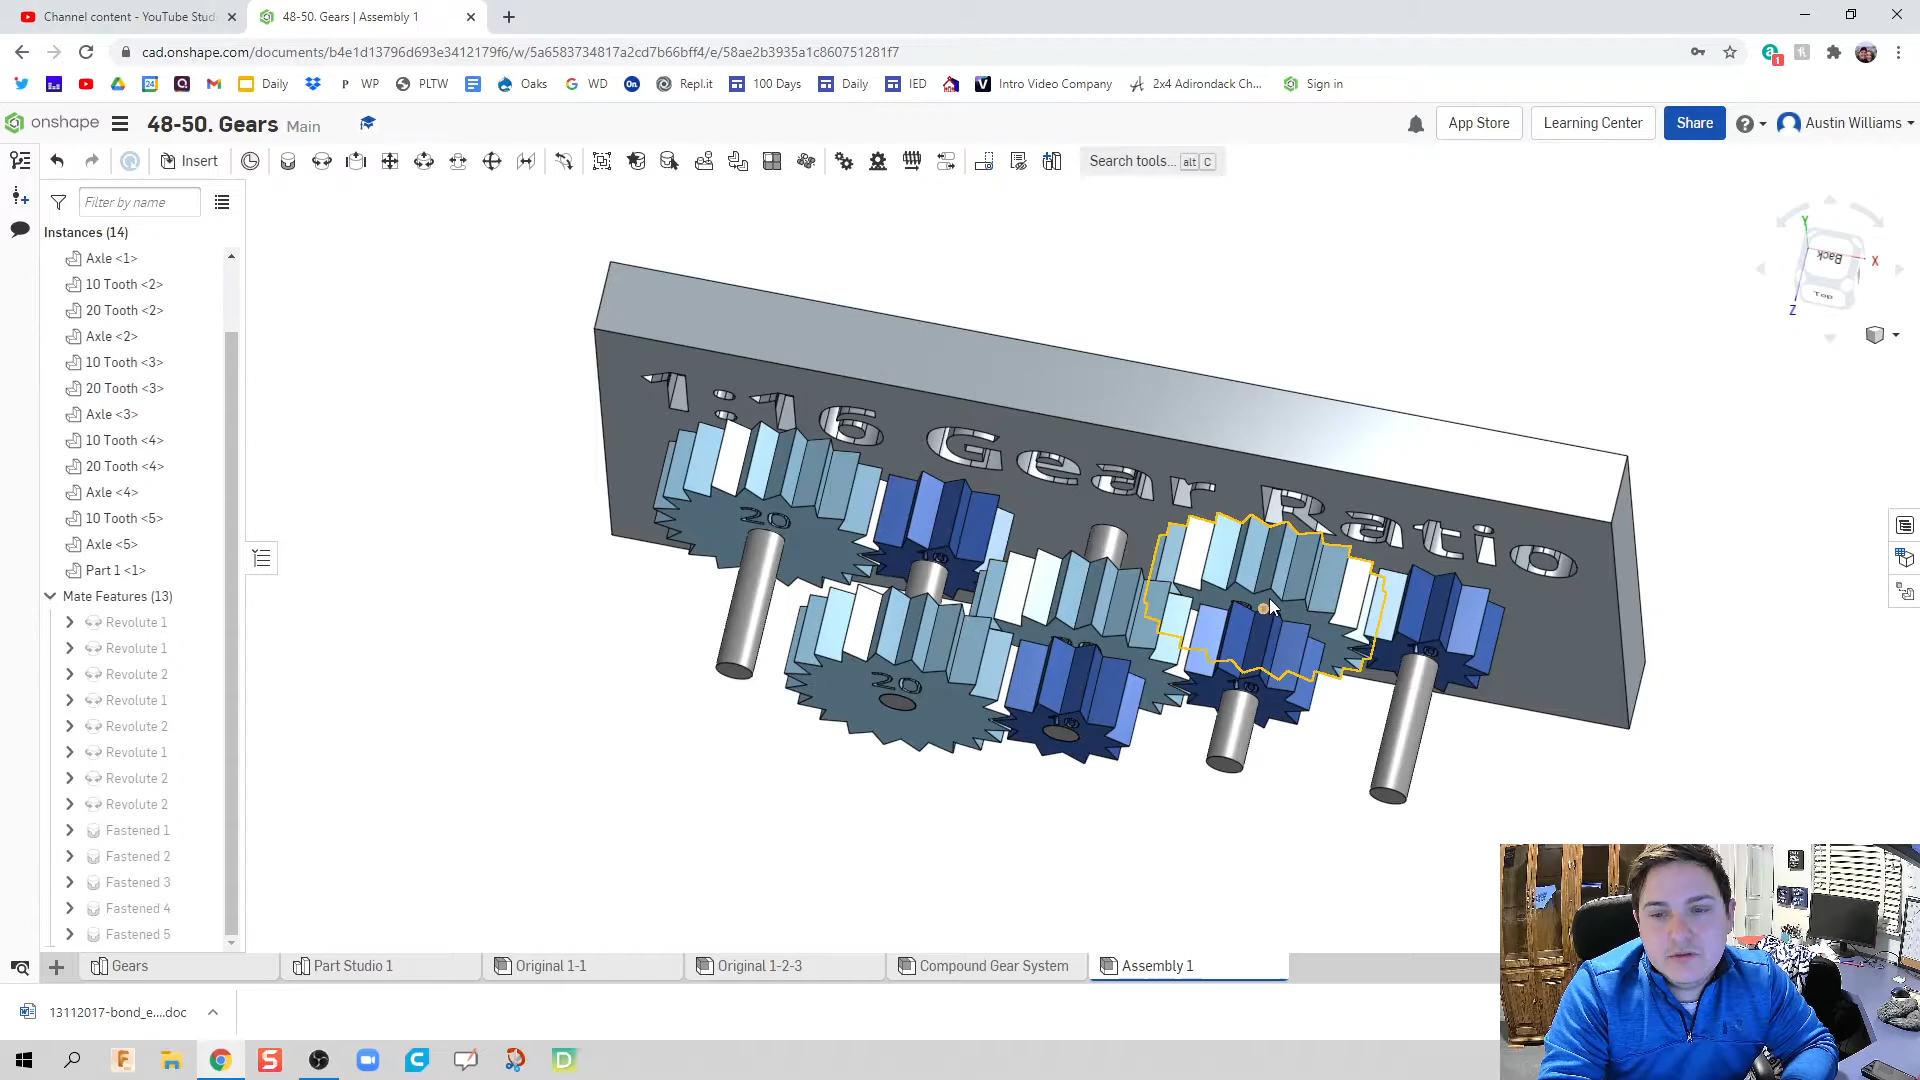 Channel content - YouTube Stud
48-50. Gears | Assembly 1
cad.onshape.com/documents/b4e1d13796d693e3412179f6/w/5a6583734817a2cd7b66bff4/e/58ae2b3935a1c860751281f7
1
Daily
P WP
PLTW
Oaks
WD
On
Repl.it
100 Days
Daily
IED
Intro Video Company
2x4 Adirondack Ch...
Sign in
onshape
48-50. Gears Main
App Store
Learning Center
Share
Austin Williams
Insert
Search tools... alt C
Filter by name
Instances (14)
Axle <1>
10 Tooth <2>
20 Tooth <2>
Axle <2>
10 Tooth <3>
20 Tooth <3>
Axle <3>
10 Tooth <4>
20 Tooth <4>
Axle <4>
10 Tooth <5>
Axle <5>
Part 1 <1>
Mate Features (13)
Revolute 1
Revolute 1
Revolute 2
Revolute 1
Revolute 2
Revolute 1
Revolute 2
Revolute 2
Fastened 1
Fastened 2
Fastened 3
Fastened 4
Fastened 5
1:16 Gear Ratio
20
20
10
10
10
10
Y
Back
X
Top
Z
Gears
Part Studio 1
Original 1-1
Original 1-2-3
Compound Gear System
Assembly 1
13112017-bond_e....doc